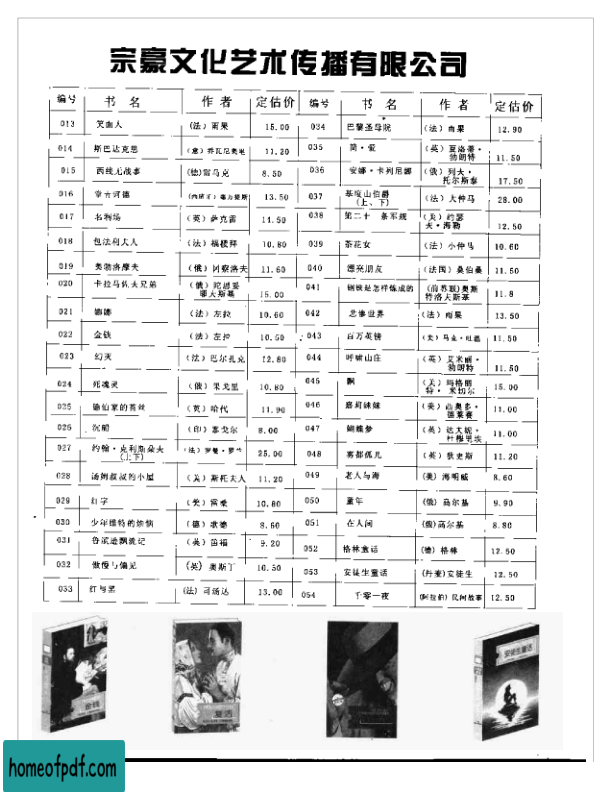 宗豪文化艺术传播有限公司
编号 书名 作者 定估价 编号 书名 作者 定估价
013 笑面人 (法)雨果 15.00 034 巴黎圣母院 (法)雨果 12.90
014 斯巴达克思 (意)乔瓦尼奥里 11.20 035 简·爱 (英)夏洛蒂·勃朗特 11.50
015 西线无战事 (德)雷马克 8.50 036 安娜·卡列尼娜 (俄)列夫·托尔斯泰 17.50
016 堂吉诃德 13.50 037 基度山伯爵(上、下) (法)大仲马 28.00
017 名利场 (英)萨克雷 14.50 038 第二十 条军规 (美)约瑟夫·海勒 12.50
018 包法利夫人 (法)福楼拜 10.80 039 茶花女 (法)小仲马 10.60
019 奥勃洛摩夫 (俄)冈察洛夫 11.60 040 漂亮朋友 (法国)莫伯桑 11.50
020 卡拉马佐夫兄弟 (俄)陀思妥耶夫斯基 15.00 041 钢铁是怎样炼成的 (前苏联)奥斯特洛夫斯基 11.8
021 娜娜 (法)左拉 10.60 042 悲惨世界 (法)雨果 13.50
022 金钱 (法)左拉 10.50 043 百万英镑 (美)马克·吐温 11.50
023 幻灭 (法)巴尔扎克 12.80 044 呼啸山庄 (英)艾米丽·勃朗特 11.50
024 死魂灵 (俄)果戈里 10.80 045 飘 (美)玛格丽特·米切尔 15.00
025 德伯家的苔丝 (英)哈代 11.90 046 嘉莉妹妹 (美)西奥多·德莱赛 11.00
026 沉船 (印)泰戈尔 8.00 047 蝴蝶梦 (英)达夫妮·杜穆里埃 11.00
027 约翰·克利斯朵夫(上下) (法)罗曼·罗兰 25.00 048 雾都孤儿 (英)狄更斯 11.20
028 汤姆叔叔的小屋 (美)斯托夫人 11.20 049 老人与海 (美)海明威 8.60
029 红字 (美)霍桑 10.80 050 童年 (俄)高尔基 9.90
030 少年维特的烦恼 (德)歌德 8.60 051 在人间 (俄)高尔基 8.80
031 鲁滨逊飘流记 (英)笛福 9.20 052 格林童话 (德)格林 12.50
032 傲慢与偏见 (英)奥斯丁 10.50 053 安徒生童话 (丹麦)安徒生 12.50
033 红与黑 (法)司汤达 13.00 054 千零一夜 (阿拉伯)民间故事 12.50
金钱
复活
安徒生童话
homeofpdf.com